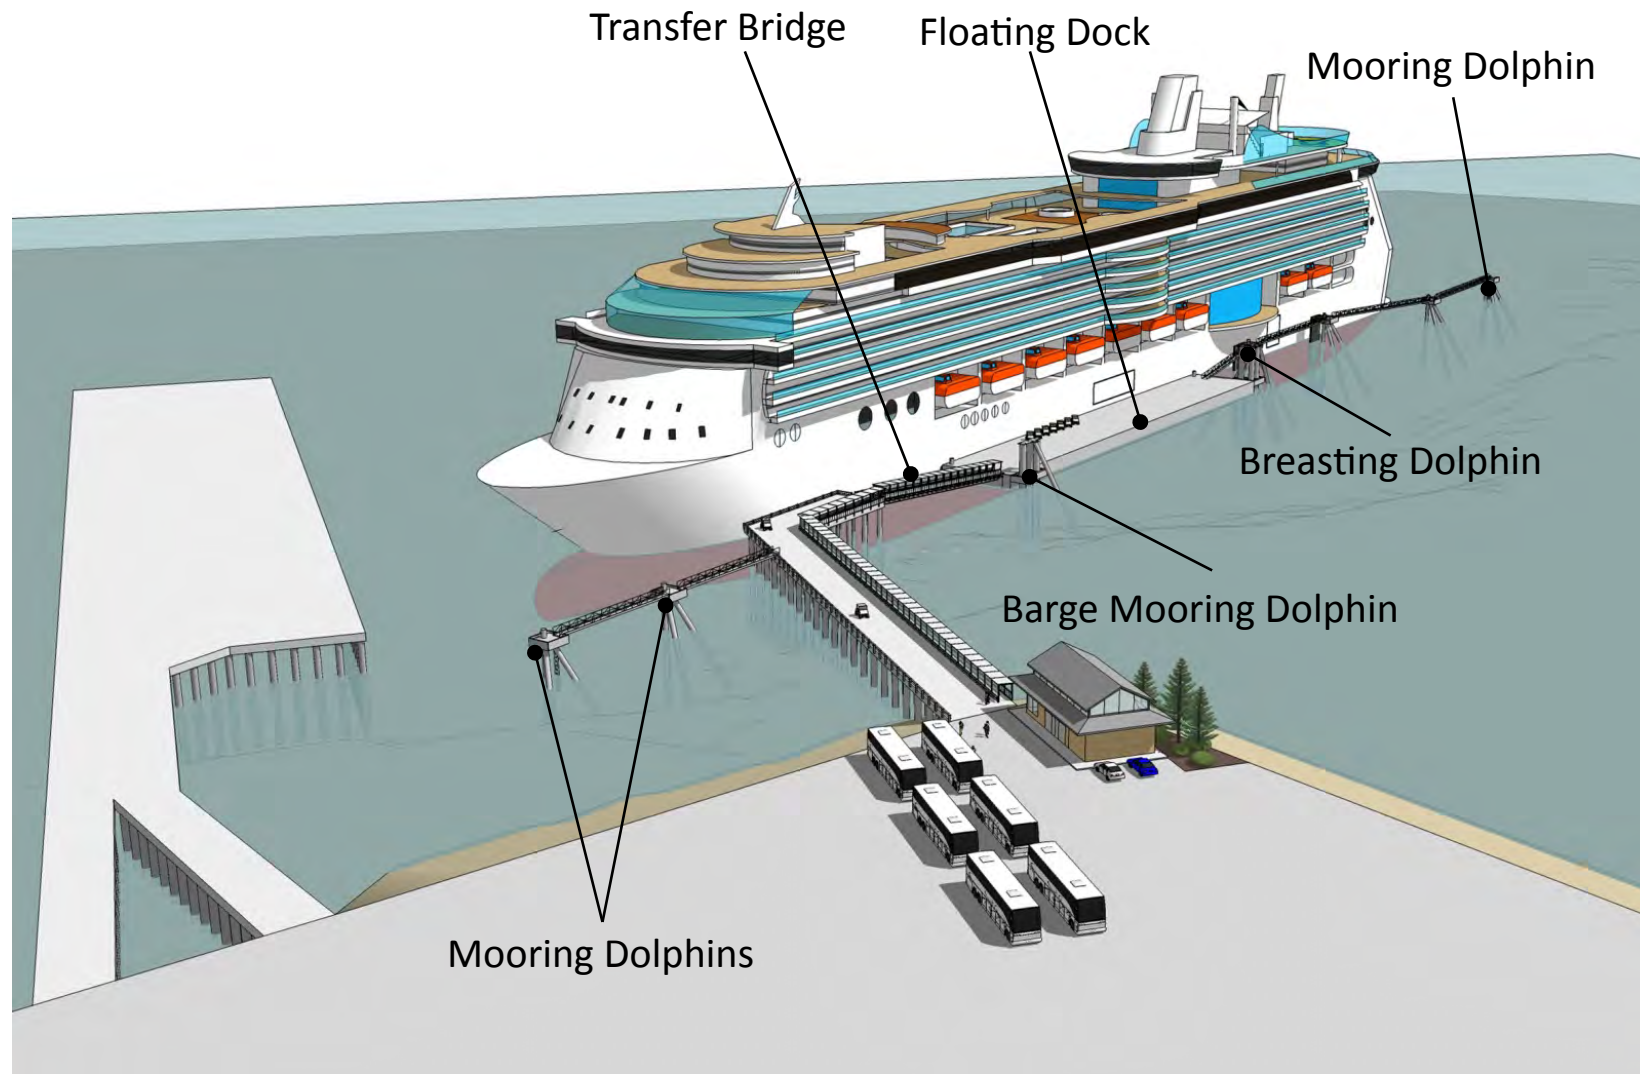 Transfer Bridge
Floating Dock
Mooring Dolphin
Breasting Dolphin
Barge Mooring Dolphin
Mooring Dolphins